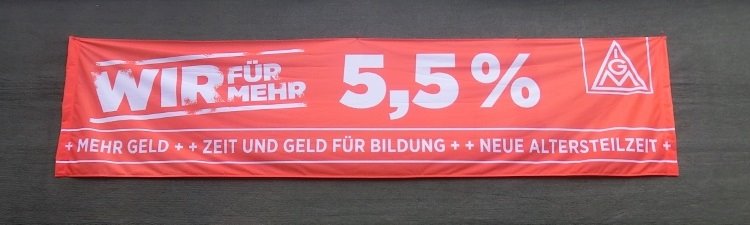 WIR FÜR MEHR
5,5 %
IGM
+ MEHR GELD + + ZEIT UND GELD FÜR BILDUNG + + NEUE ALTERSTEILZEIT +